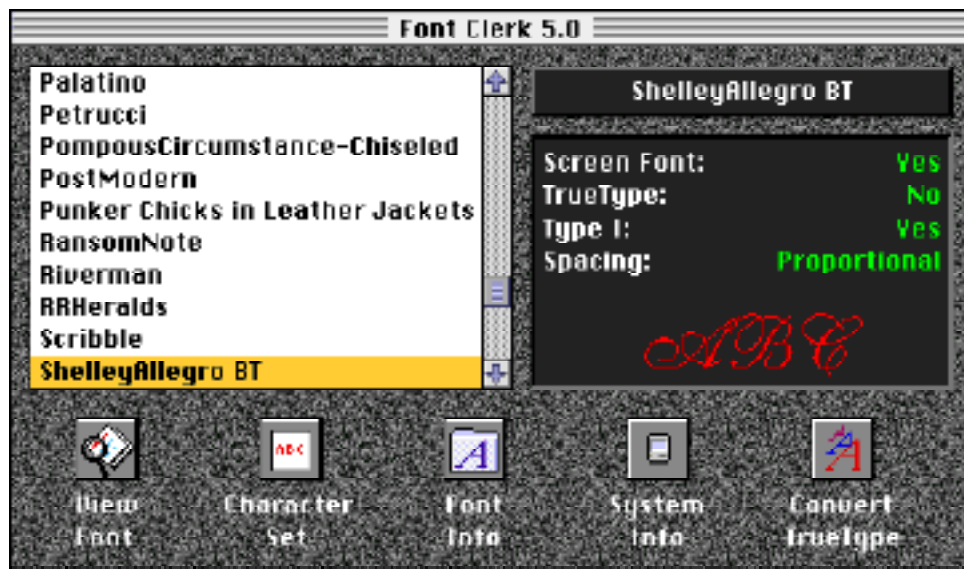 Font Clerk 5.0
Palatino
Petrucci
PompousCircumstance-Chiseled
PostModern
Punker Chicks in Leather Jackets
RansomNote
Riverman
RRHeralds
Scribble
ShelleyAllegro BT
ShelleyAllegro BT
Screen Font: Yes
TrueType: No
Type 1: Yes
Spacing: Proportional
ABC
ABC
A
A
View
Font
Character
Set
Font
Info
System
Info
Convert
TrueType